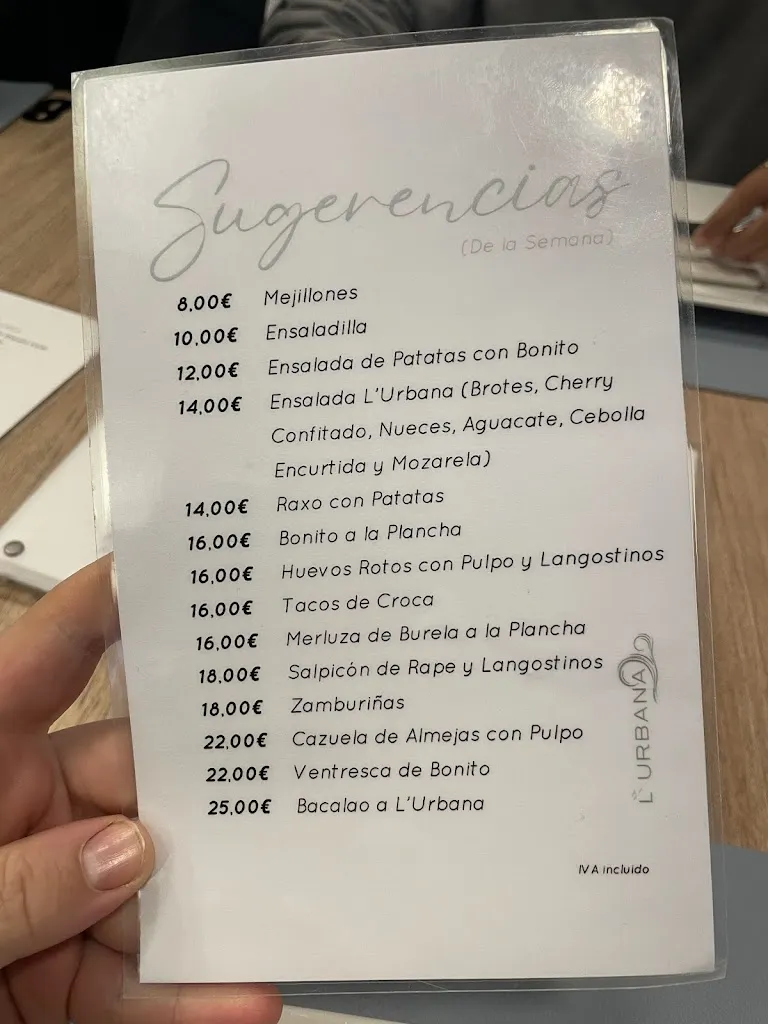 Sugerencias
(De la Semana)
8,00€ Mejillones
10,00€ Ensaladilla
12,00€ Ensalada de Patatas con Bonito
14,00€ Ensalada L'Urbana (Brotes, Cherry
Confitado, Nueces, Aguacate, Cebolla
Encurtida y Mozarela)
14,00€ Raxo con Patatas
16,00€ Bonito a la Plancha
16,00€ Huevos Rotos con Pulpo y Langostinos
16,00€ Tacos de Croca
16,00€ Merluza de Burela a la Plancha
18,00€ Salpicón de Rape y Langostinos
18,00€ Zamburiñas
22,00€ Cazuela de Almejas con Pulpo
22,00€ Ventresca de Bonito
25,00€ Bacalao a L'Urbana
L'URBANA
IVA incluido